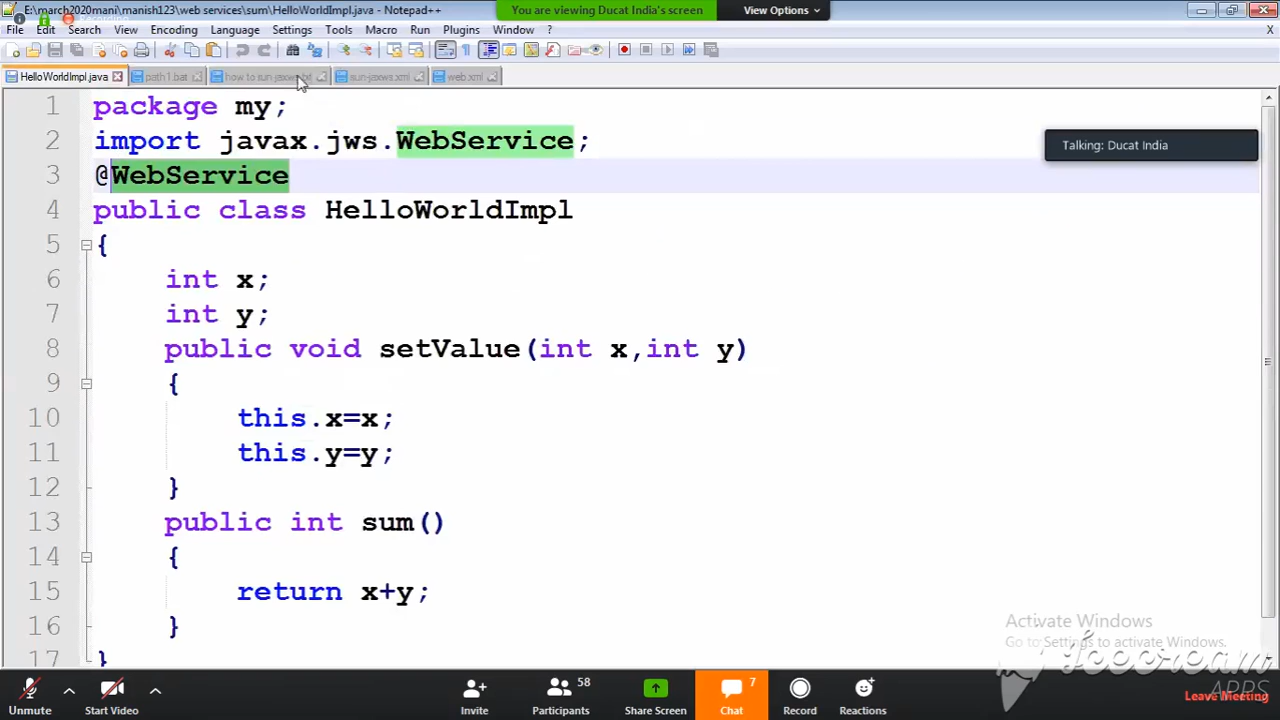 E:\march2020mani\manish123\web services\sum\HelloWorldImpl.java - Notepad++
You are viewing Ducat India's screen
View Options
File Edit Search View Encoding Language Settings Tools Macro Run Plugins Window ? X
HelloWorldImpl.java path1.bat how to sun-jaxws.txt sun-jaxws.xml web.xml
1 package my;
2 import javax.jws.WebService;
Talking: Ducat India
3 @WebService
4 public class HelloWorldImpl
5 {
6 int x;
7 int y;
8 public void setValue(int x,int y)
9 {
10 this.x=x;
11 this.y=y;
12 }
13 public int sum()
14 {
15 return x+y;
16 }
17 }
Activate Windows
Go to Settings to activate Windows.
Icecream
APPS
Unmute Start Video Invite Participants 58 Share Screen Chat 7 Record Reactions Leave Meeting